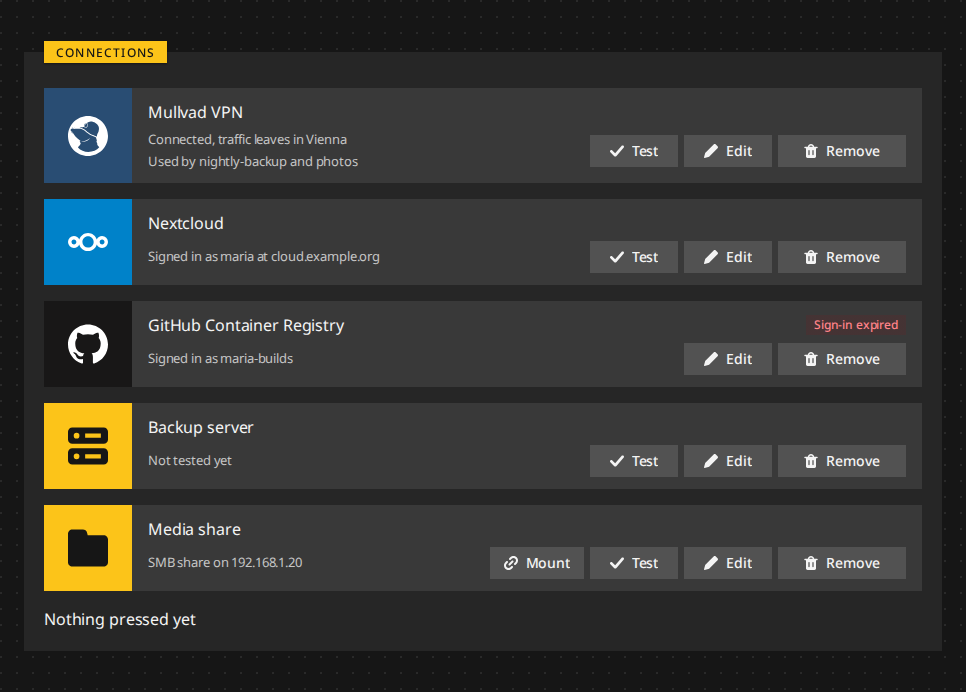 CONNECTIONS
Mullvad VPN
Connected, traffic leaves in Vienna
Used by nightly-backup and photos
Test Edit Remove
Nextcloud
Signed in as maria at cloud.example.org
Test Edit Remove
GitHub Container Registry
Sign-in expired
Signed in as maria-builds
Edit Remove
Backup server
Not tested yet
Test Edit Remove
Media share
SMB share on 192.168.1.20
Mount Test Edit Remove
Nothing pressed yet